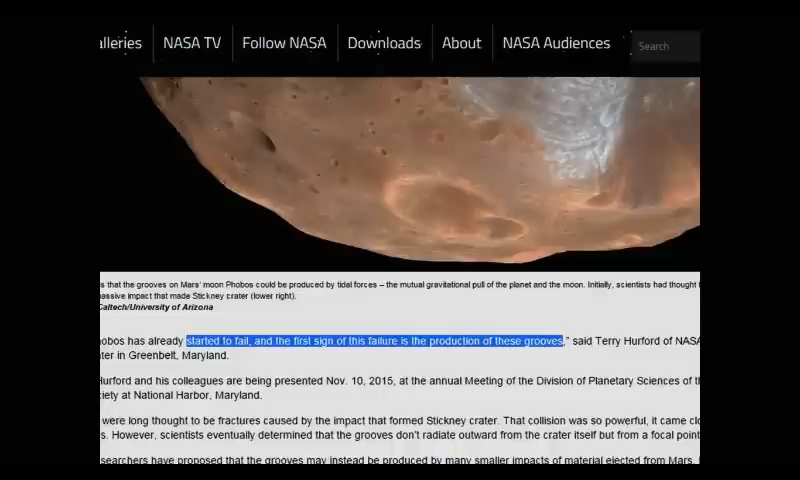 alleries NASA TV Follow NASA Downloads About NASA Audiences Search
s that the grooves on Mars' moon Phobos could be produced by tidal forces – the mutual gravitational pull of the planet and the moon. Initially, scientists had thought t
assive impact that made Stickney crater (lower right).
Caltech/University of Arizona
hobos has already started to fail, and the first sign of this failure is the production of these grooves," said Terry Hurford of NASA
ter in Greenbelt, Maryland.
Hurford and his colleagues are being presented Nov. 10, 2015, at the annual Meeting of the Division of Planetary Sciences of th
iety at National Harbor, Maryland.
were long thought to be fractures caused by the impact that formed Stickney crater. That collision was so powerful, it came clo
s. However, scientists eventually determined that the grooves don't radiate outward from the crater itself but from a focal point
searchers have proposed that the grooves may instead be produced by many smaller impacts of material ejected from Mars.